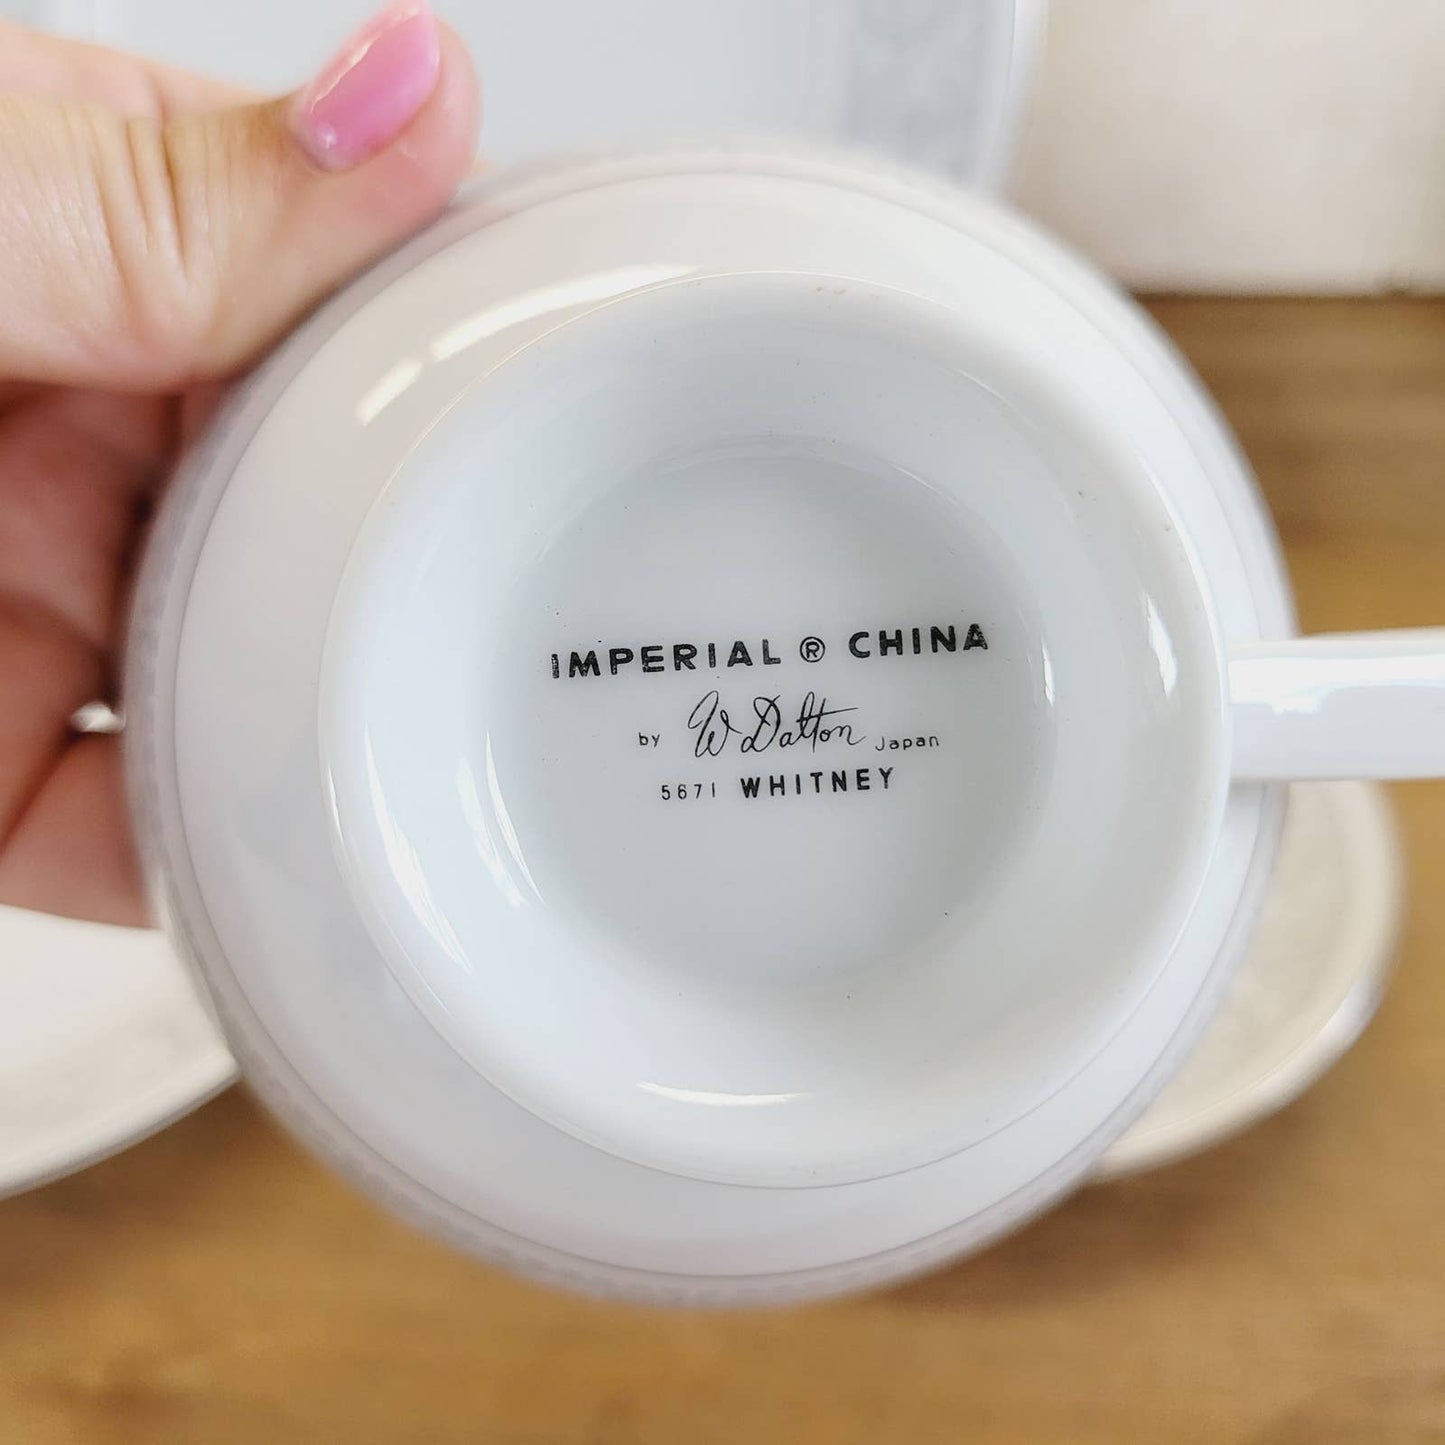 IMPERIAL ® CHINA
by W Dalton Japan
5671 WHITNEY